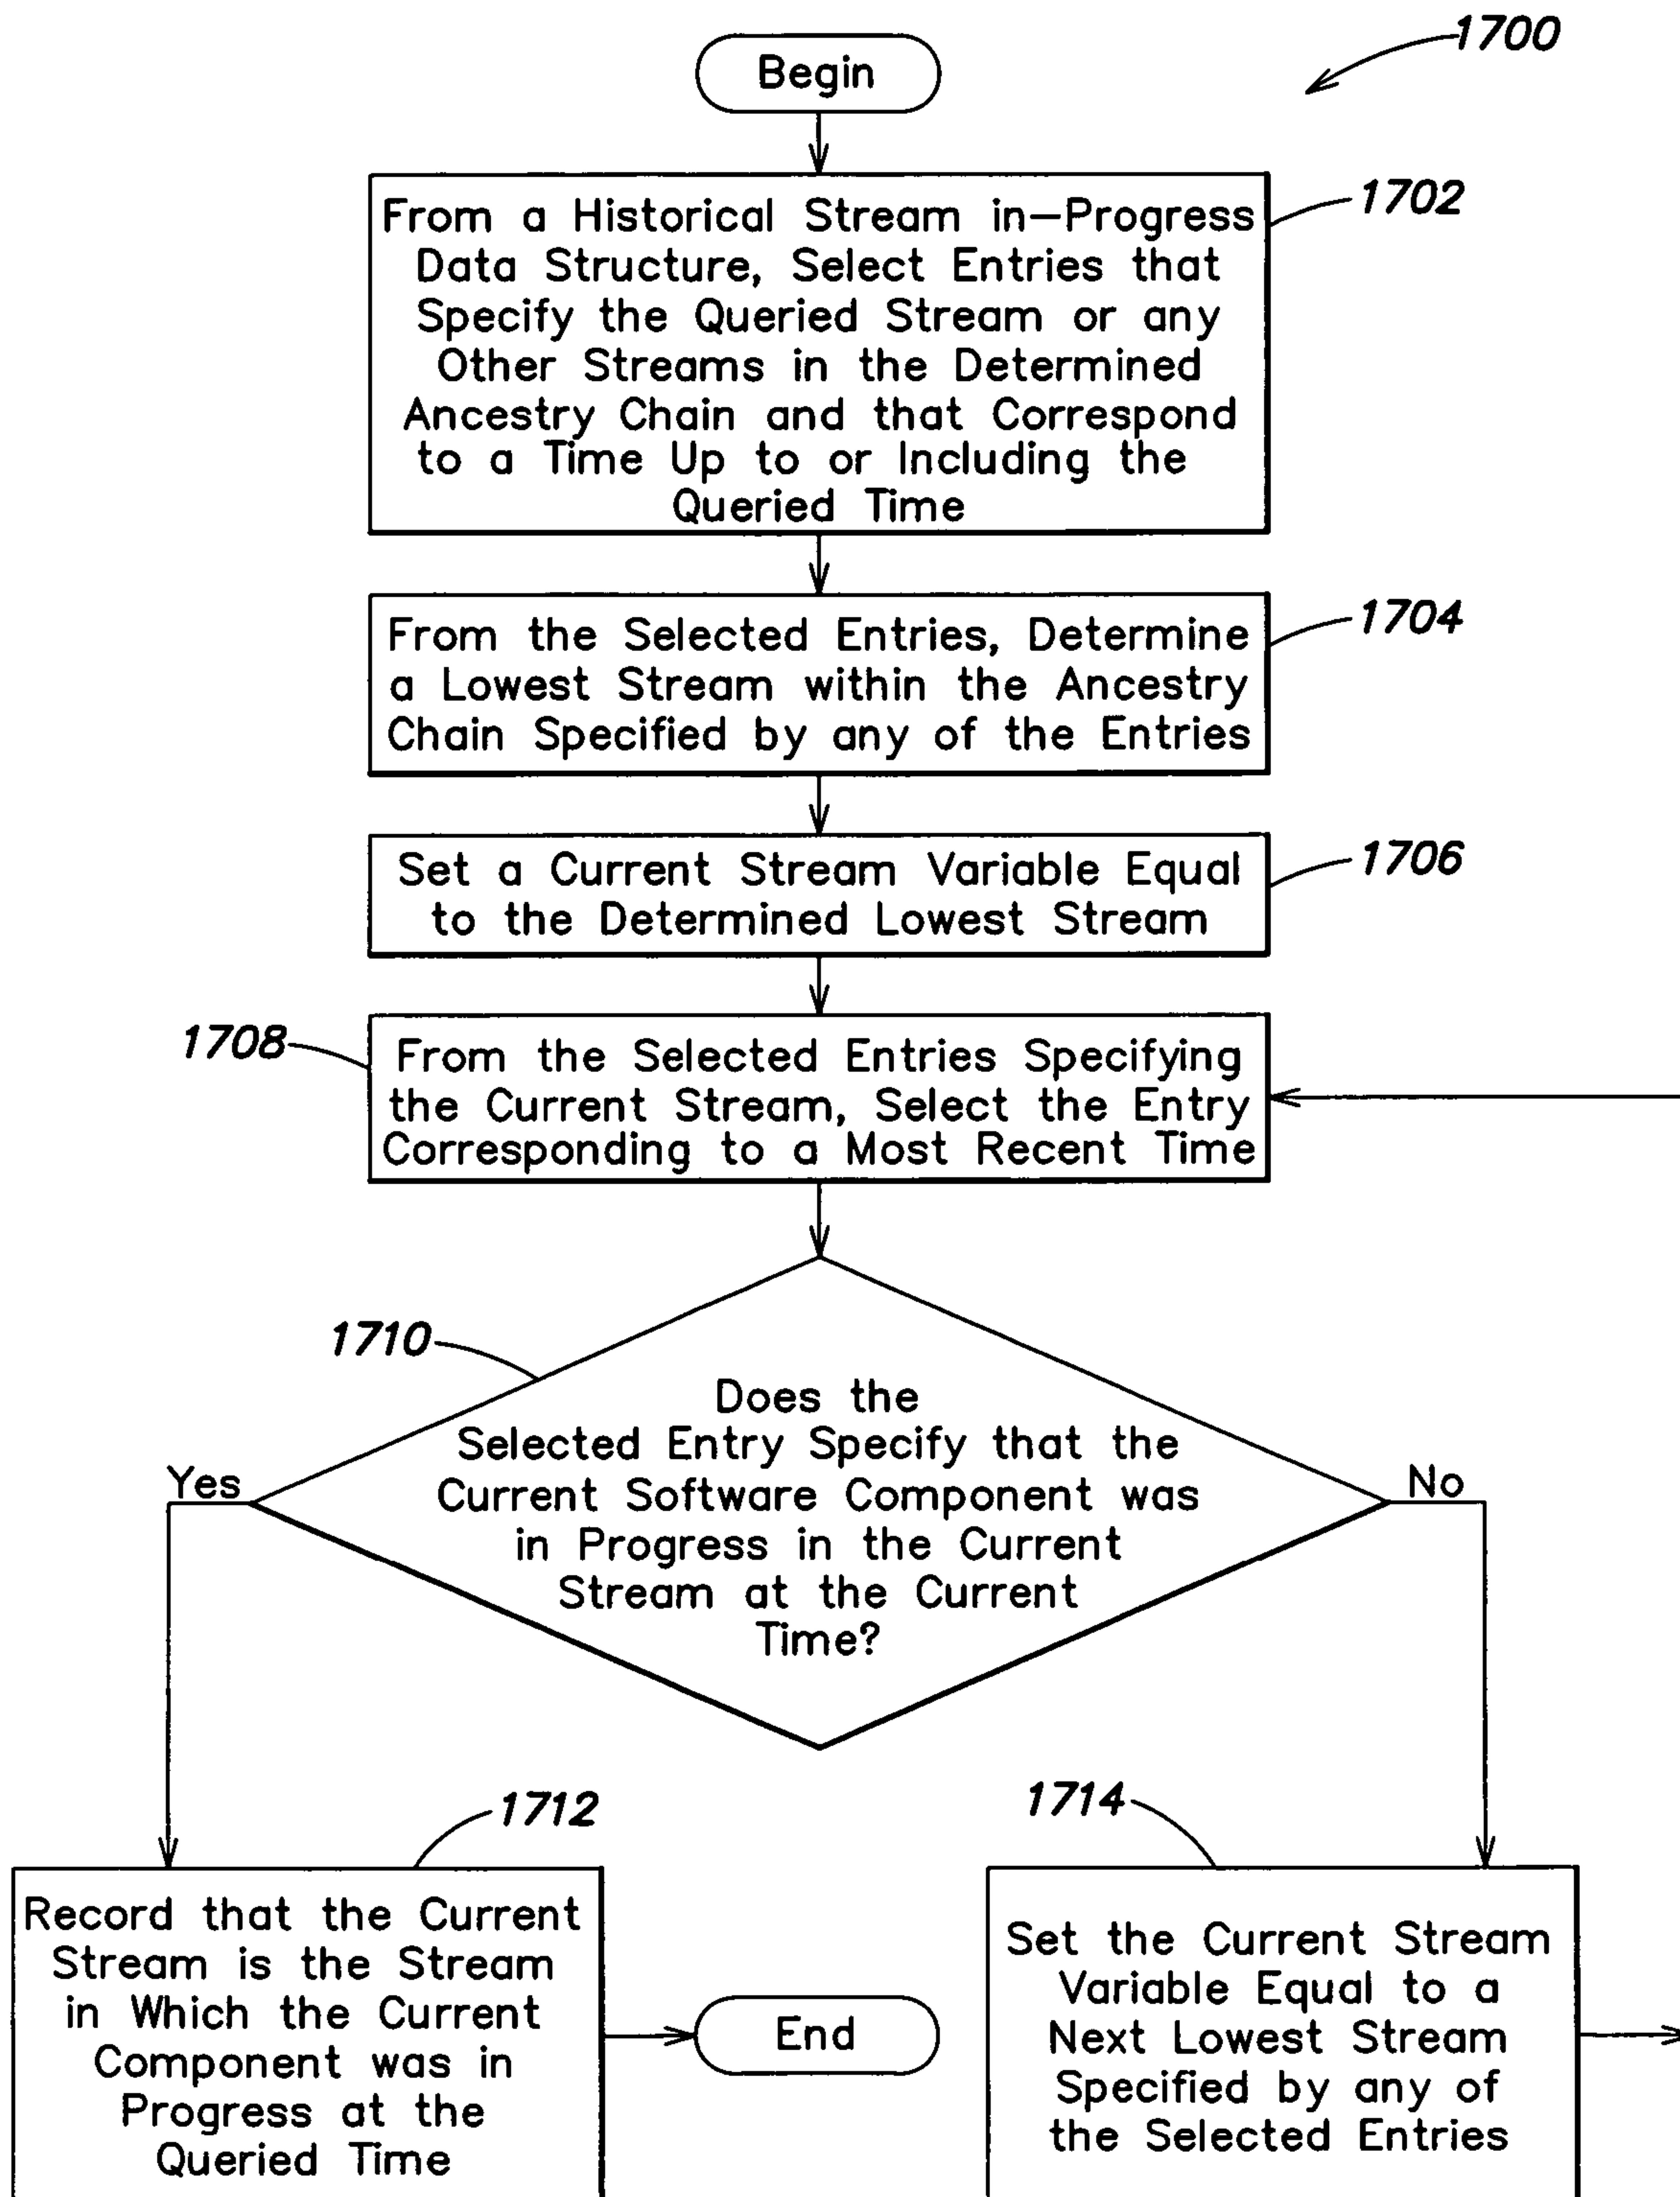 1700
Begin
1702
From a Historical Stream in-Progress
Data Structure, Select Entries that
Specify the Queried Stream or any
Other Streams in the Determined
Ancestry Chain and that Correspond
to a Time Up to or Including the
Queried Time
1704
From the Selected Entries, Determine
a Lowest Stream within the Ancestry
Chain Specified by any of the Entries
1706
Set a Current Stream Variable Equal
to the Determined Lowest Stream
1708
From the Selected Entries Specifying
the Current Stream, Select the Entry
Corresponding to a Most Recent Time
1710
Does the
Selected Entry Specify that the
Current Software Component was
in Progress in the Current
Stream at the Current
Time?
Yes
No
1712
Record that the Current
Stream is the Stream
in Which the Current
Component was in
Progress at the
Queried Time
End
1714
Set the Current Stream
Variable Equal to a
Next Lowest Stream
Specified by any of
the Selected Entries